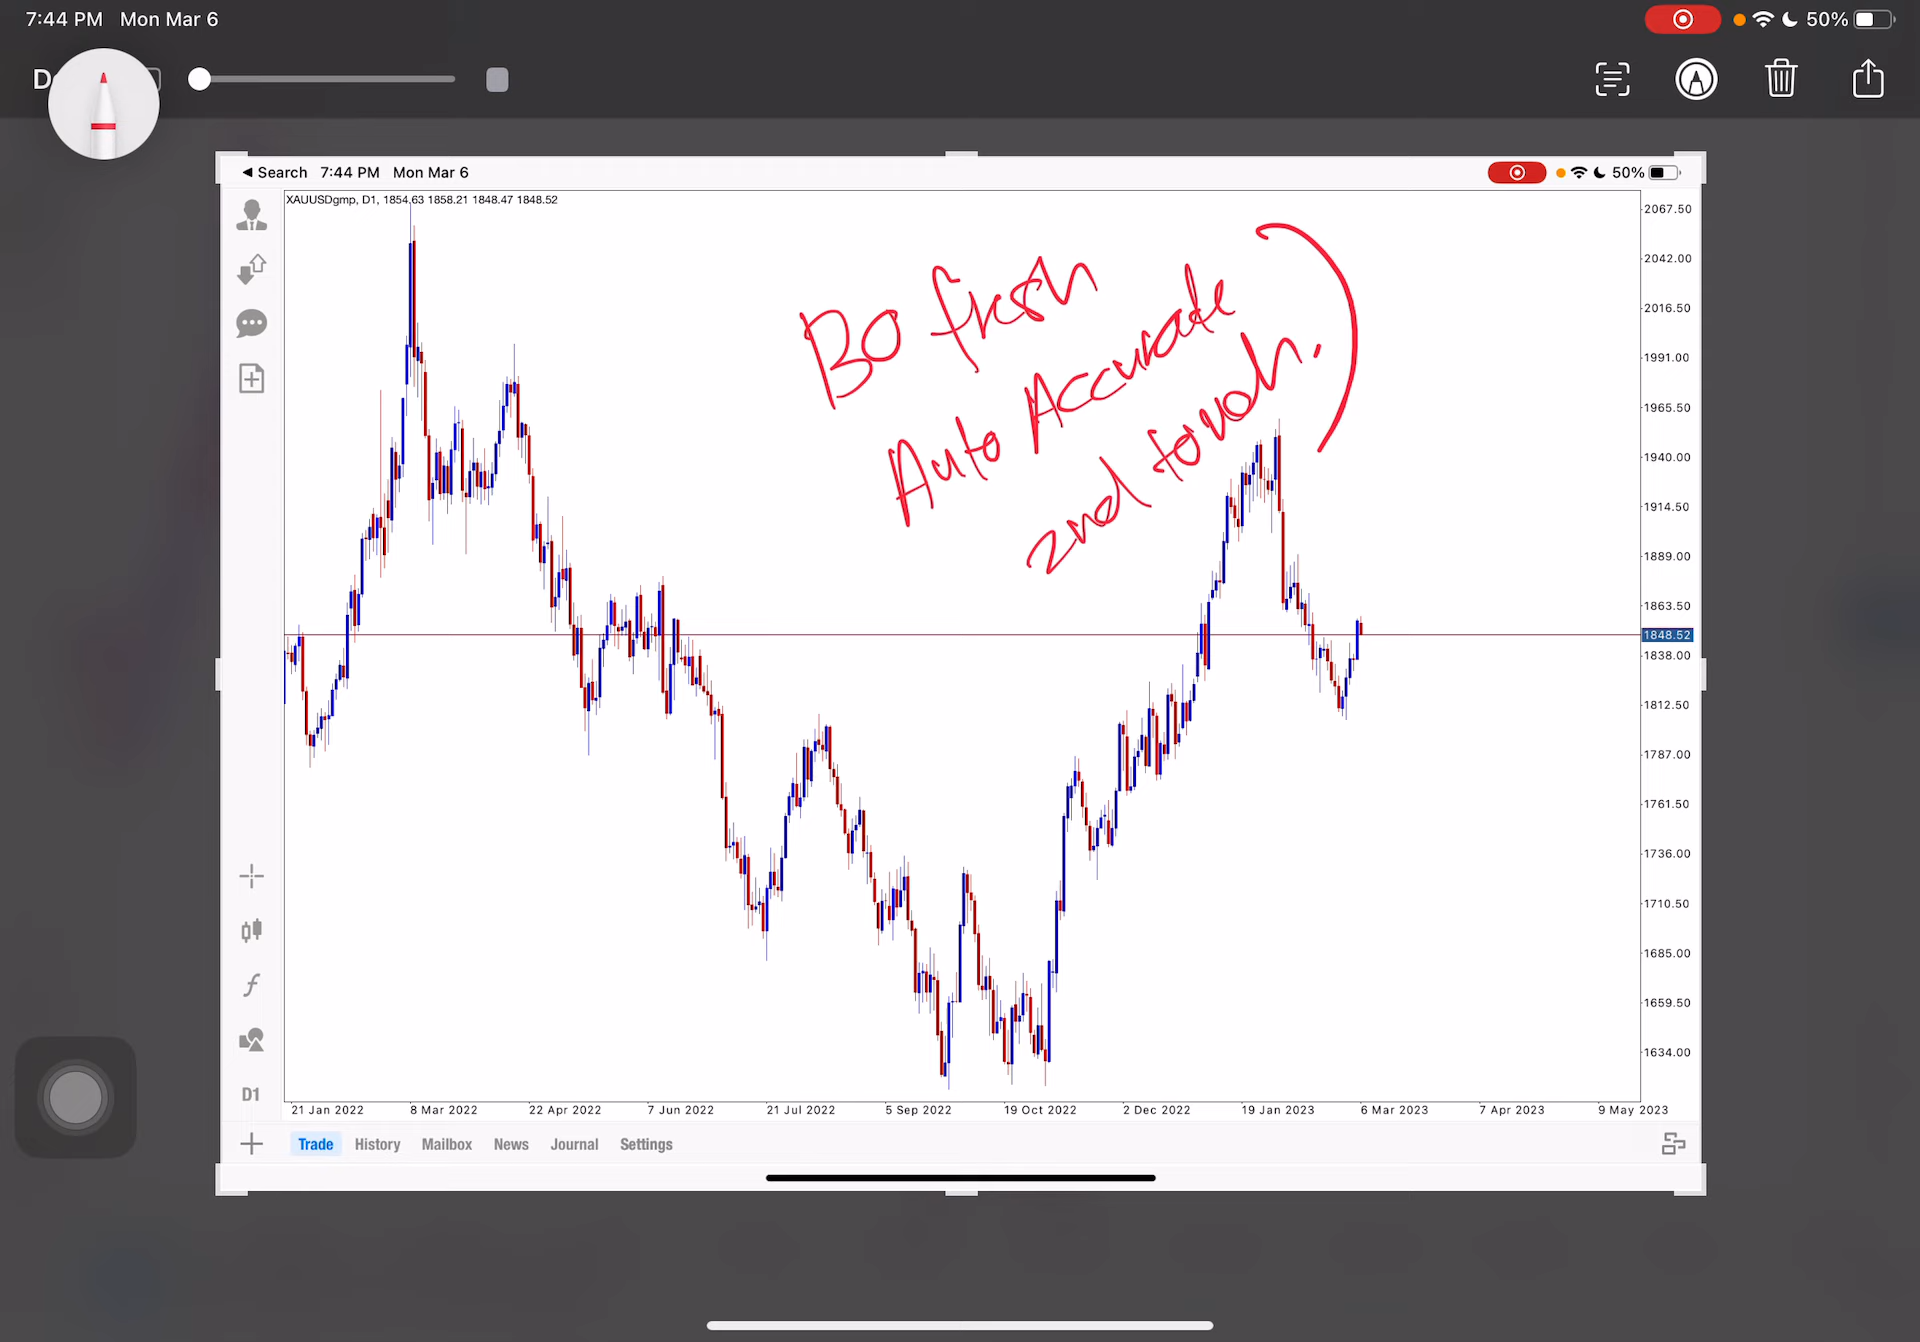 7:44 PM Mon Mar 6
50%
Search 7:44 PM Mon Mar 6
50%
XAUUSDgmp, D1, 1854.63 1858.21 1848.47 1848.52
BO fresh
Auto Accurate
2nd touch.
2067.50
2042.00
2016.50
1991.00
1965.50
1940.00
1914.50
1889.00
1863.50
1848.52
1838.00
1812.50
1787.00
1761.50
1736.00
1710.50
1685.00
1659.50
1634.00
D1
21 Jan 2022 8 Mar 2022 22 Apr 2022 7 Jun 2022 21 Jul 2022 5 Sep 2022 19 Oct 2022 2 Dec 2022 19 Jan 2023 6 Mar 2023 7 Apr 2023 9 May 2023
Trade History Mailbox News Journal Settings